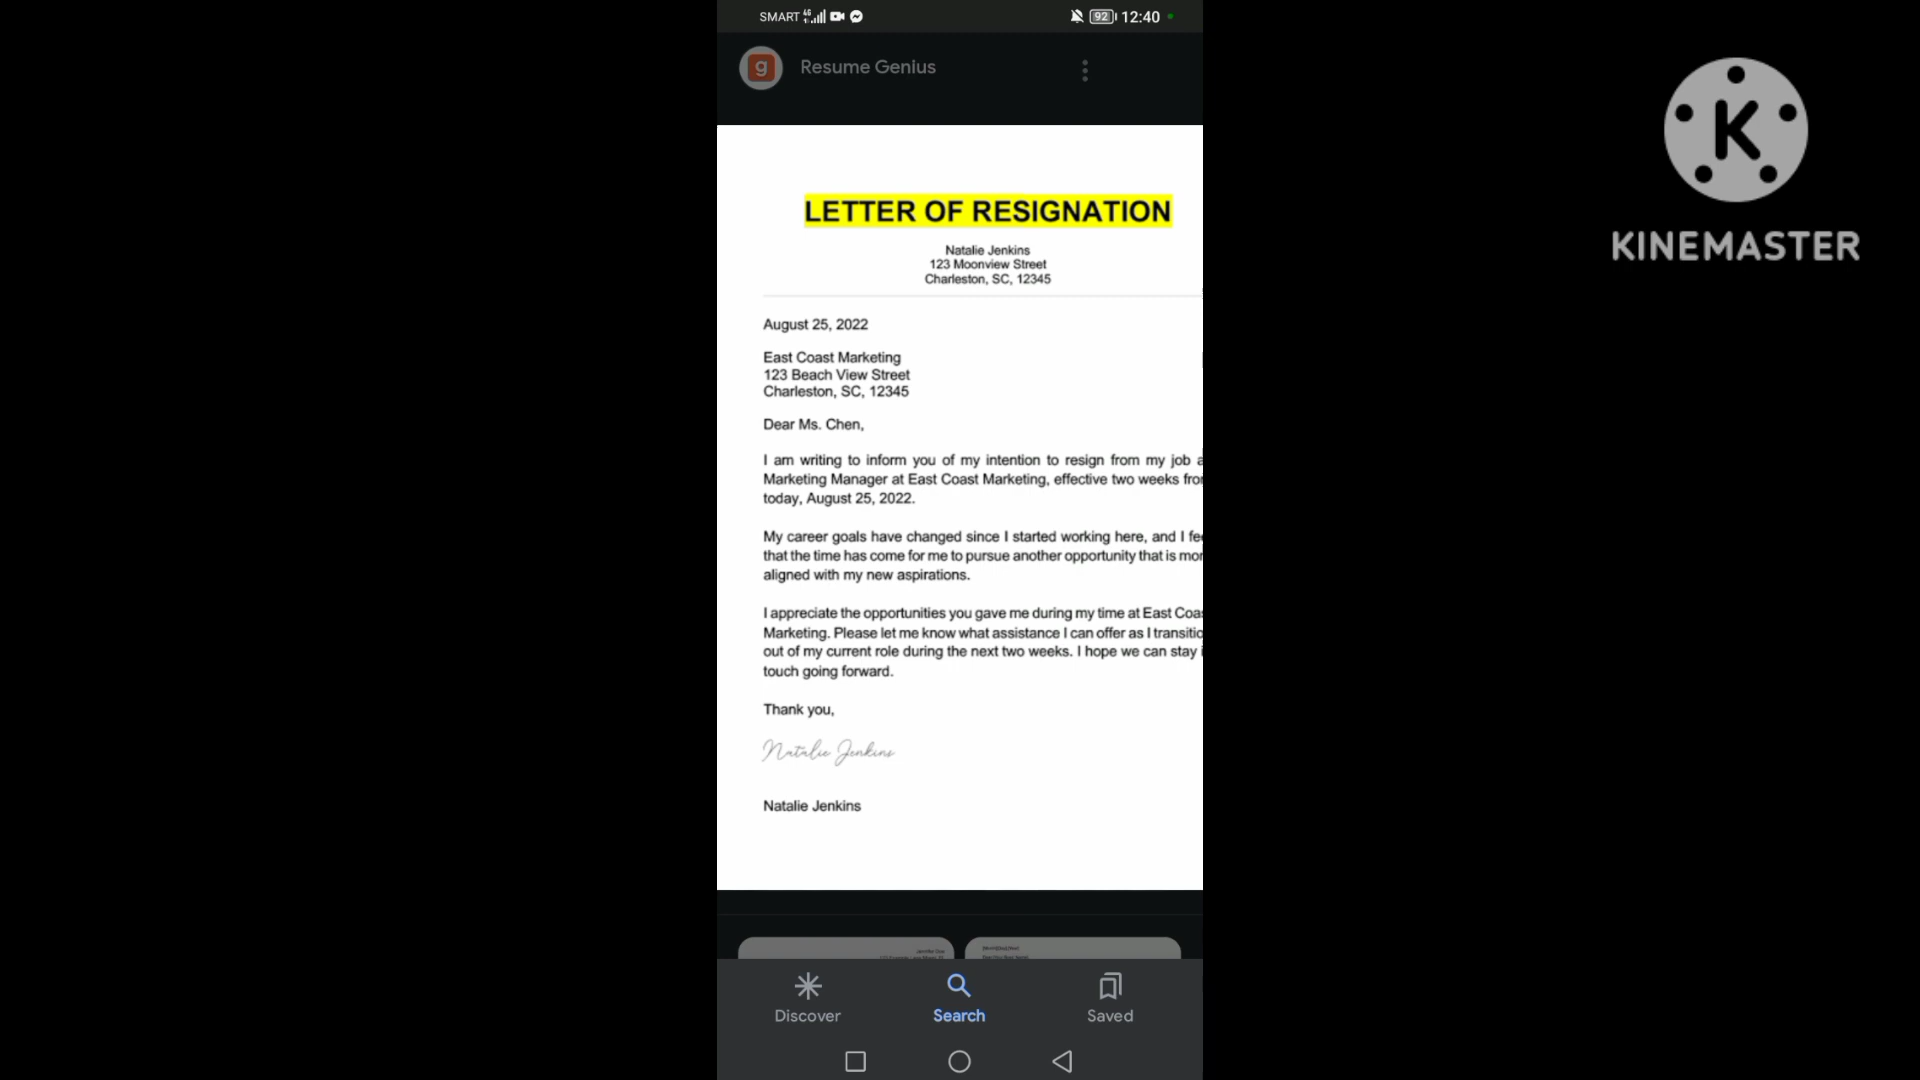 SMART 4G 92 12:40
g Resume Genius
K
KINEMASTER
LETTER OF RESIGNATION
Natalie Jenkins
123 Moonview Street
Charleston, SC, 12345
August 25, 2022
East Coast Marketing
123 Beach View Street
Charleston, SC, 12345
Dear Ms. Chen,
I am writing to inform you of my intention to resign from my job a
Marketing Manager at East Coast Marketing, effective two weeks fro
today, August 25, 2022.
My career goals have changed since I started working here, and I fe
that the time has come for me to pursue another opportunity that is mor
aligned with my new aspirations.
I appreciate the opportunities you gave me during my time at East Coas
Marketing. Please let me know what assistance I can offer as I transitio
out of my current role during the next two weeks. I hope we can stay i
touch going forward.
Thank you,
Natalie Jenkins
Natalie Jenkins
Discover Search Saved